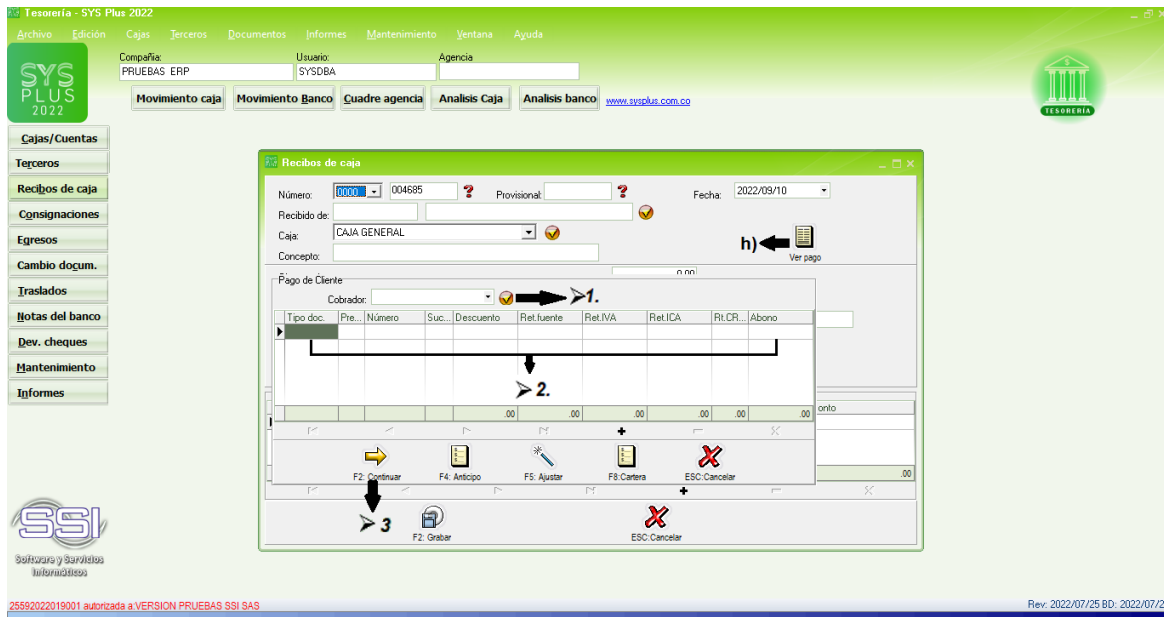 Tesorería - SYS Plus 2022
Archivo Edición Cajas Terceros Documentos Informes Mantenimiento Ventana Ayuda
SYS
PLUS
2022
Compañia: Usuario: Agencia
PRUEBAS ERP SYSDBA
Movimiento caja Movimiento Banco Cuadre agencia Analisis Caja Analisis banco www.sysplus.com.co
TESORERÍA
Cajas/Cuentas
Terceros
Recibos de caja
Consignaciones
Egresos
Cambio docum.
Traslados
Notas del banco
Dev. cheques
Mantenimiento
Informes
Recibos de caja
Número: 0000 004685 Provisional: Fecha: 2022/09/10
Recibido de:
Caja: CAJA GENERAL
h)
Ver pago
Concepto:
0.00
Pago de Cliente
Cobrador: 1.
Tipo doc. Pre... Número Suc... Descuento Ret.fuente Ret.IVA Ret.ICA Rt.CR... Abono
2.
.00 .00 .00 .00 .00 .00 onto
F2: Continuar F4: Anticipo F5: Ajustar F8:Cartera ESC:Cancelar .00
3
F2: Grabar ESC:Cancelar
SSI
Software y Servicios
Informáticos
25592022019001 autorizada a:VERSION PRUEBAS SSI SAS Rev: 2022/07/25 BD: 2022/07/2